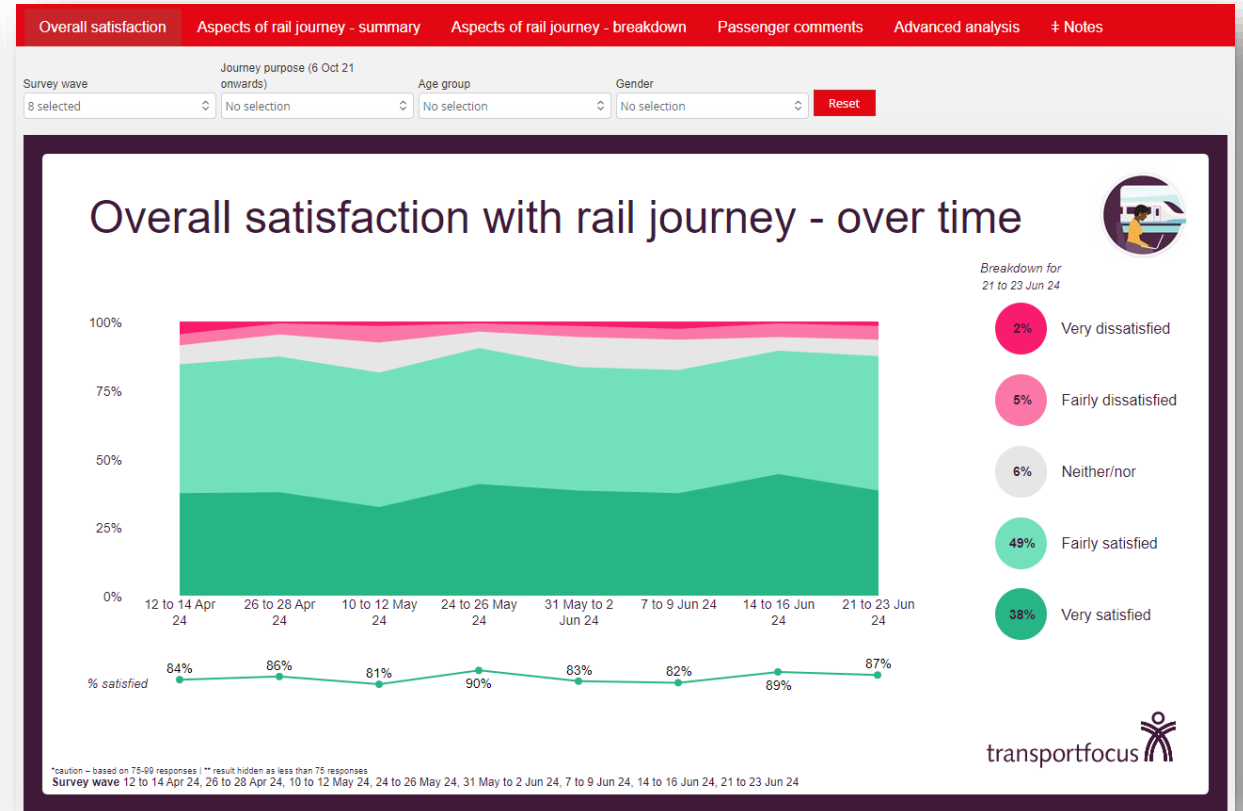 Overall satisfaction
Aspects of rail journey - summary
Aspects of rail journey - breakdown
Passenger comments
Advanced analysis
‡ Notes
Survey wave
8 selected
Journey purpose (6 Oct 21
onwards)
No selection
Age group
No selection
Gender
No selection
Reset
Overall satisfaction with rail journey - over time
Breakdown for
21 to 23 Jun 24
100%
75%
50%
25%
0%
2% Very dissatisfied
5% Fairly dissatisfied
6% Neither/nor
49% Fairly satisfied
38% Very satisfied
12 to 14 Apr
24
26 to 28 Apr
24
10 to 12 May
24
24 to 26 May
24
31 May to 2
Jun 24
7 to 9 Jun 24
14 to 16 Jun
24
21 to 23 Jun
24
% satisfied
84%
86%
81%
90%
83%
82%
89%
87%
transportfocus
*caution – based on 75-99 responses | ** result hidden as less than 75 responses
Survey wave 12 to 14 Apr 24, 26 to 28 Apr 24, 10 to 12 May 24, 24 to 26 May 24, 31 May to 2 Jun 24, 7 to 9 Jun 24, 14 to 16 Jun 24, 21 to 23 Jun 24